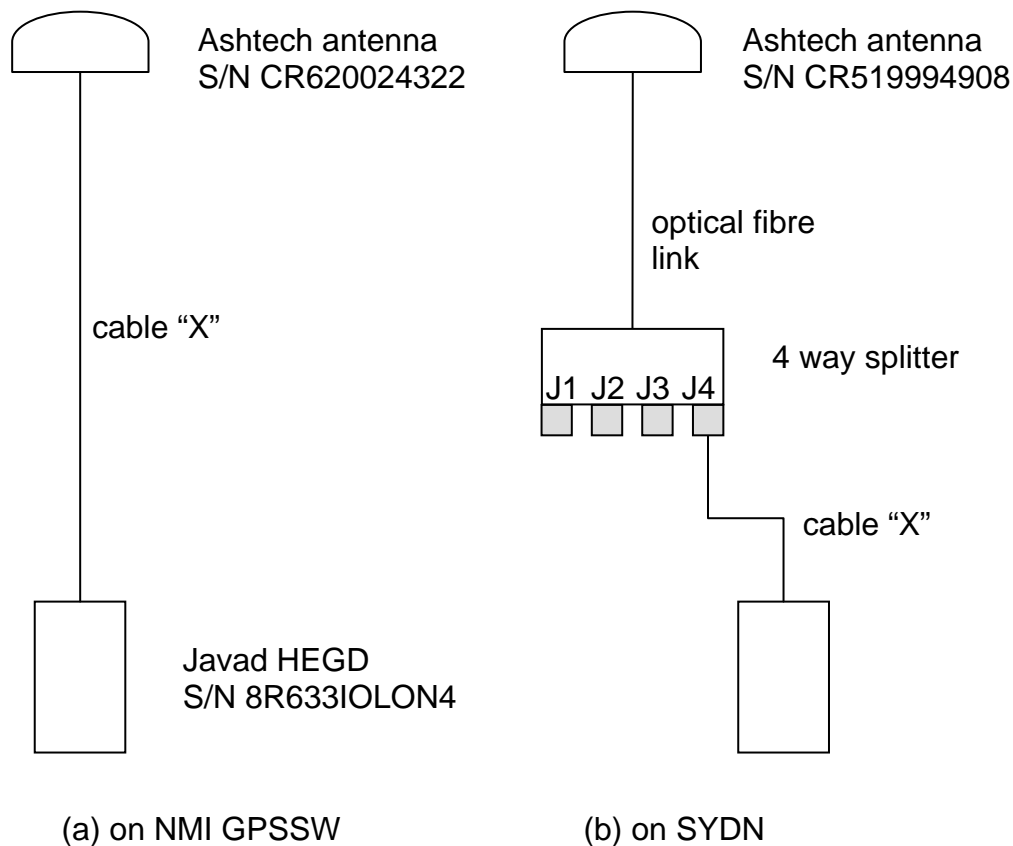 Ashtech antenna
S/N CR620024322
Ashtech antenna
S/N CR519994908
optical fibre
link
cable “X”
4 way splitter
J1 J2 J3 J4
cable “X”
Javad HEGD
S/N 8R633IOLON4
(a) on NMI GPSSW
(b) on SYDN